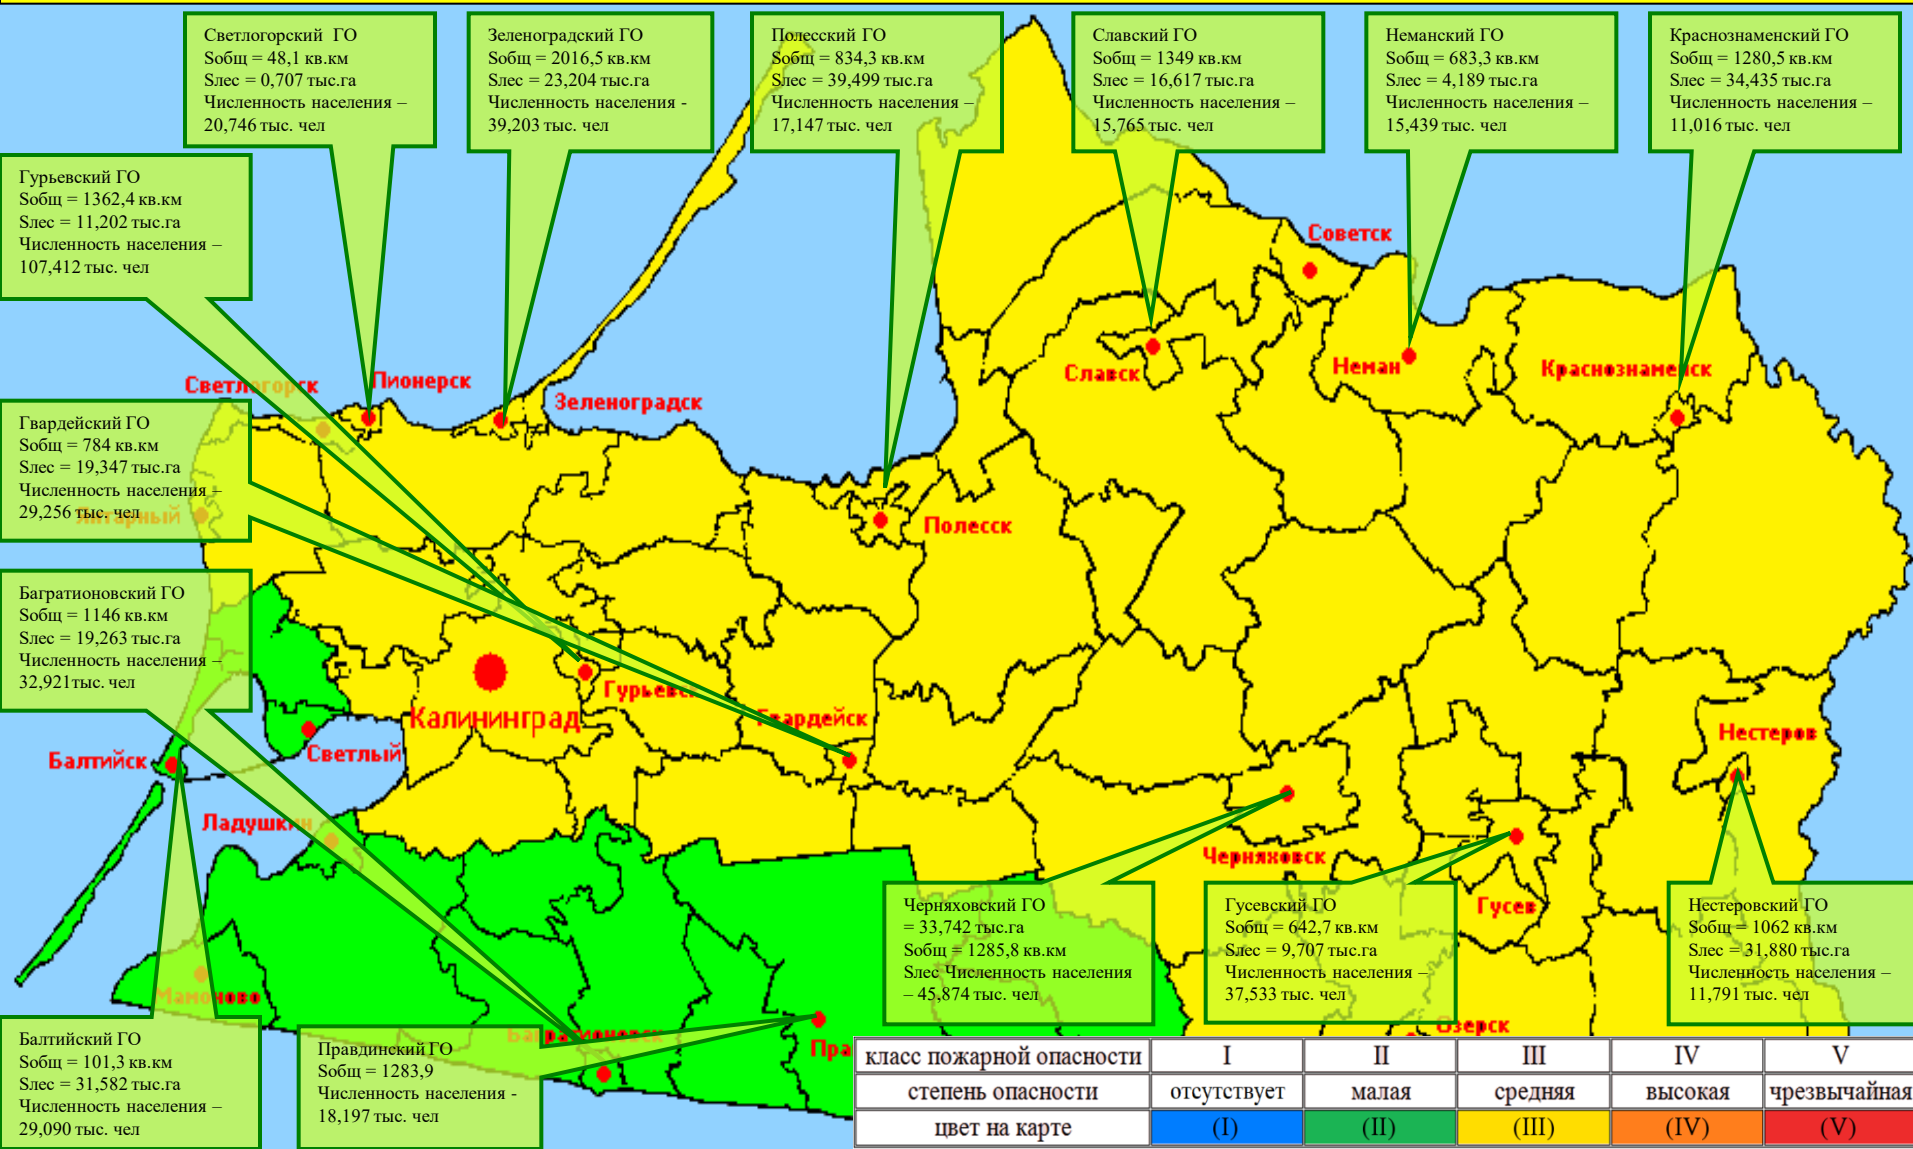 Светлогорский ГО
Sобщ = 48,1 кв.км
Sлес = 0,707 тыс.га
Численность населения –
20,746 тыс. чел
Зеленоградский ГО
Sобщ = 2016,5 кв.км
Sлес = 23,204 тыс.га
Численность населения -
39,203 тыс. чел
Полесский ГО
Sобщ = 834,3 кв.км
Sлес = 39,499 тыс.га
Численность населения –
17,147 тыс. чел
Славский ГО
Sобщ = 1349 кв.км
Sлес = 16,617 тыс.га
Численность населения –
15,765 тыс. чел
Неманский ГО
Sобщ = 683,3 кв.км
Sлес = 4,189 тыс.га
Численность населения –
15,439 тыс. чел
Краснознаменский ГО
Sобщ = 1280,5 кв.км
Sлес = 34,435 тыс.га
Численность населения –
11,016 тыс. чел
Гурьевский ГО
Sобщ = 1362,4 кв.км
Sлес = 11,202 тыс.га
Численность населения –
107,412 тыс. чел
Советск
Славск
Неман
Краснознаменск
Светлогорск
Пионерск
Зеленоградск
Гвардейский ГО
Sобщ = 784 кв.км
Sлес = 19,347 тыс.га
Численность населения –
29,256 тыс. чел
Янтарный
Полесск
Багратионовский ГО
Sобщ = 1146 кв.км
Sлес = 19,263 тыс.га
Численность населения –
32,921тыс. чел
Гурьевск
Калининград
Гвардейск
Нестеров
Балтийск
Светлый
Ладушкин
Черняховск
Гусев
Черняховский ГО
= 33,742 тыс.га
Sобщ = 1285,8 кв.км
Sлес Численность населения
– 45,874 тыс. чел
Гусевский ГО
Sобщ = 642,7 кв.км
Sлес = 9,707 тыс.га
Численность населения –
37,533 тыс. чел
Нестеровский ГО
Sобщ = 1062 кв.км
Sлес = 31,880 тыс.га
Численность населения –
11,791 тыс. чел
Мамоново
Озерск
Багратионовск
Пра
Балтийский ГО
Sобщ = 101,3 кв.км
Sлес = 31,582 тыс.га
Численность населения –
29,090 тыс. чел
Правдинский ГО
Sобщ = 1283,9
Численность населения -
18,197 тыс. чел
класс пожарной опасности I II III IV V
степень опасности отсутствует малая средняя высокая чрезвычайная
цвет на карте (I) (II) (III) (IV) (V)